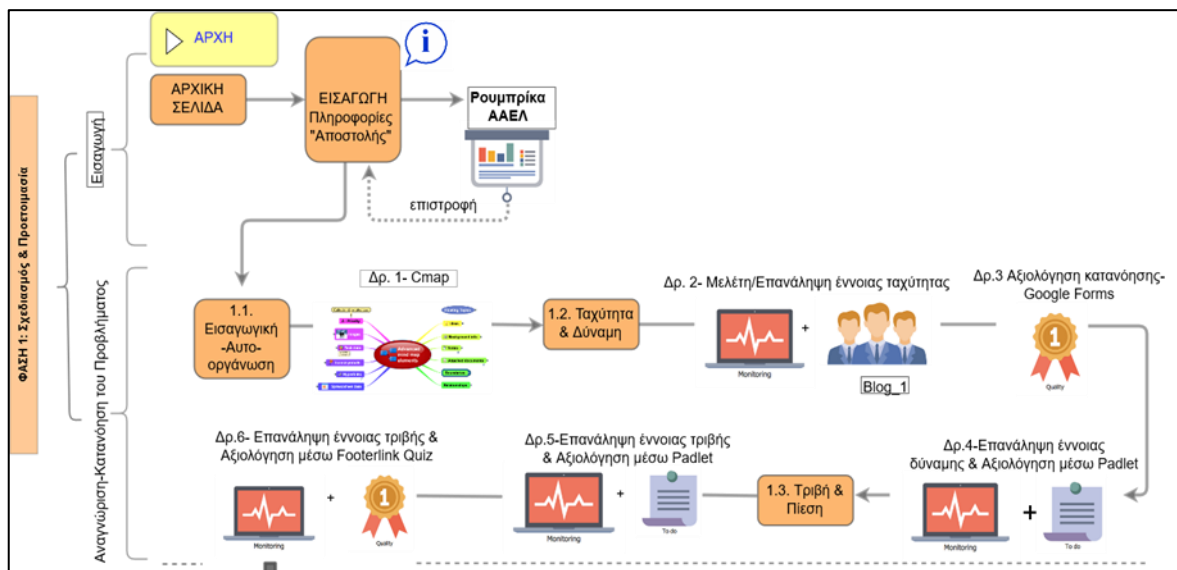 ΑΡΧΗ
ΑΡΧΙΚΗ
ΣΕΛΙΔΑ
ΕΙΣΑΓΩΓΗ
Πληροφορίες
"Αποστολής"
i
Ρουμπρίκα
ΑΑΕΛ
επιστροφή
ΦΑΣΗ 1: Σχεδιασμός & Προετοιμασία
Εισαγωγή
Αναγνώριση-Κατανόηση του Προβλήματος
1.1.
Εισαγωγική
-Αυτο-
οργάνωση
Δρ. 1- Cmap
1.2. Ταχύτητα
& Δύναμη
Δρ. 2- Μελέτη/Επανάληψη έννοιας ταχύτητας
Monitoring
+
Blog_1
Δρ.3 Αξιολόγηση κατανόησης-
Google Forms
1
Quality
Δρ.6- Επανάληψη έννοιας τριβής &
Αξιολόγηση μέσω Footerlink Quiz
Monitoring
+
1
Quality
Δρ.5-Επανάληψη έννοιας τριβής
& Αξιολόγηση μέσω Padlet
Monitoring
+
To do
1.3. Τριβή &
Πίεση
Δρ.4-Επανάληψη έννοιας
δύναμης & Αξιολόγηση μέσω Padlet
Monitoring
+
To do